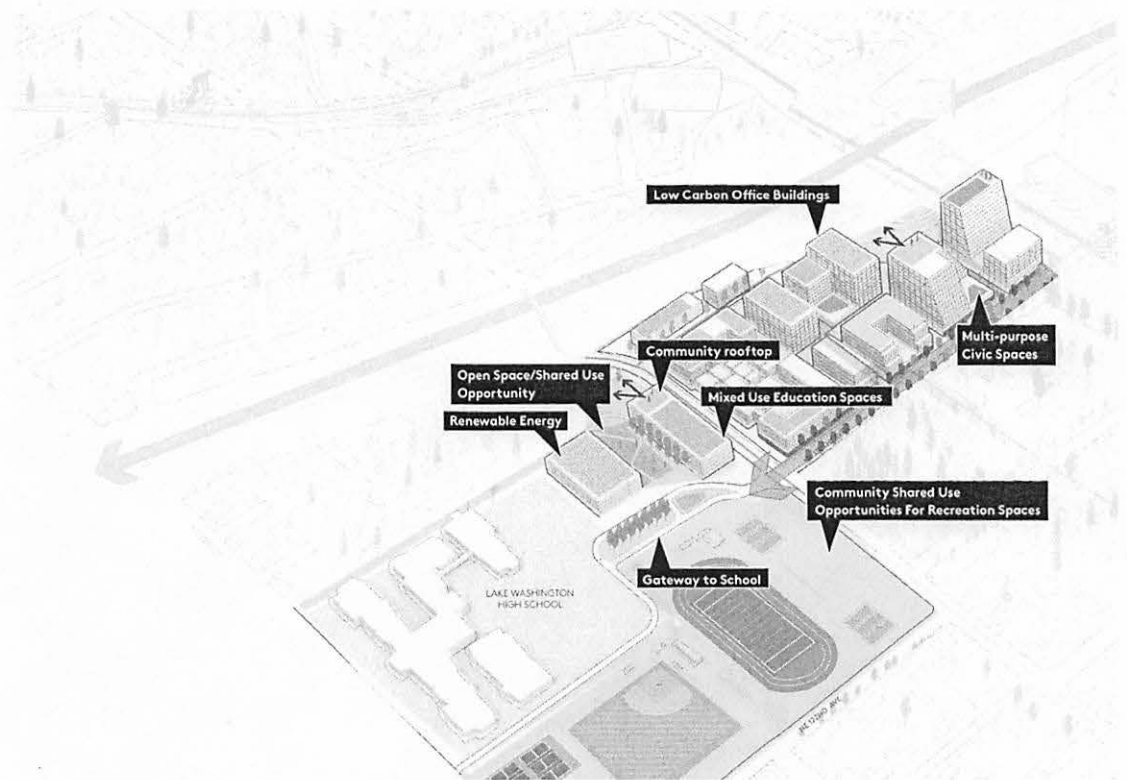 Low Carbon Office Buildings
Multi-purpose
Civic Spaces
Community rooftop
Open Space/Shared Use
Opportunity
Mixed Use Education Spaces
Renewable Energy
Community Shared Use
Opportunities For Recreation Spaces
Gateway to School
LAKE WASHINGTON
HIGH SCHOOL
AVE